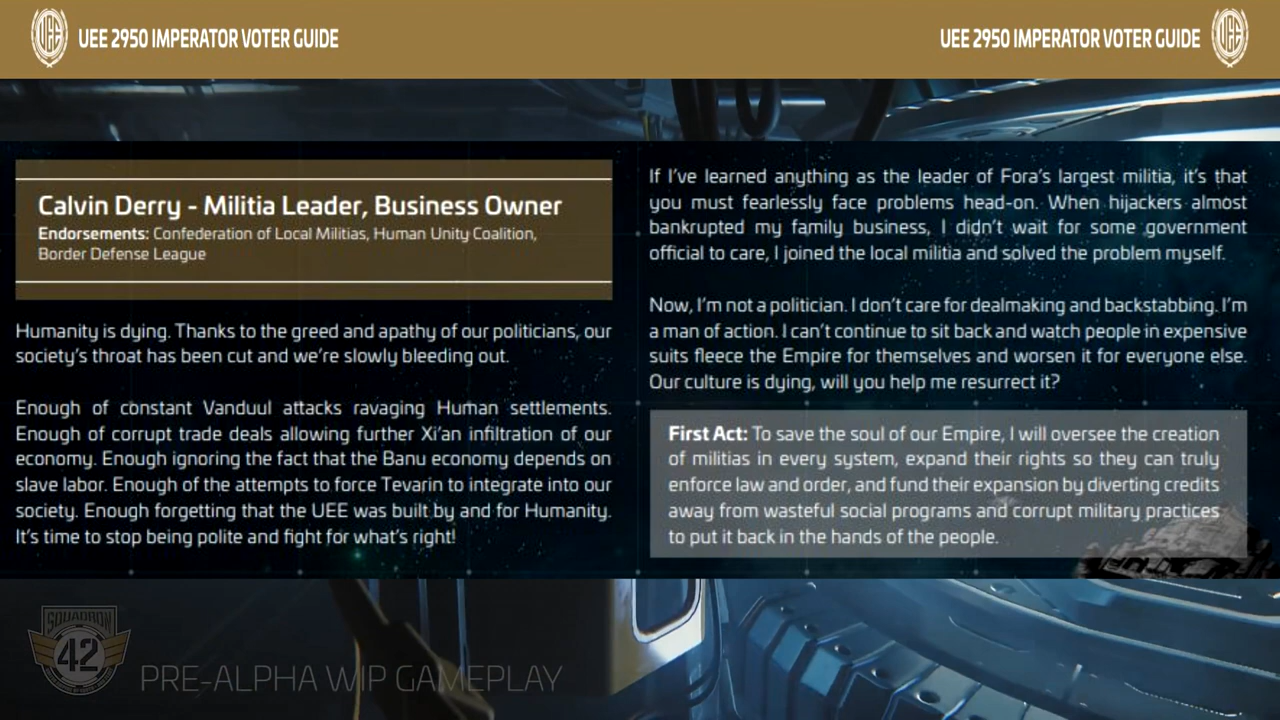 UEE UEE 2950 IMPERATOR VOTER GUIDE
UEE 2950 IMPERATOR VOTER GUIDE UEE
Calvin Derry - Militia Leader, Business Owner
Endorsements: Confederation of Local Militias, Human Unity Coalition,
Border Defense League
Humanity is dying. Thanks to the greed and apathy of our politicians, our
society's throat has been cut and we're slowly bleeding out.
Enough of constant Vanduul attacks ravaging Human settlements.
Enough of corrupt trade deals allowing further Xi'an infiltration of our
economy. Enough ignoring the fact that the Banu economy depends on
slave labor. Enough of the attempts to force Tevarin to integrate into our
society. Enough forgetting that the UEE was built by and for Humanity.
It's time to stop being polite and fight for what's right!
If I've learned anything as the leader of Fora's largest militia, it's that
you must fearlessly face problems head-on. When hijackers almost
bankrupted my family business, I didn't wait for some government
official to care, I joined the local militia and solved the problem myself.
Now, I'm not a politician. I don't care for dealmaking and backstabbing. I'm
a man of action. I can't continue to sit back and watch people in expensive
suits fleece the Empire for themselves and worsen it for everyone else.
Our culture is dying, will you help me resurrect it?
First Act: To save the soul of our Empire, I will oversee the creation
of militias in every system, expand their rights so they can truly
enforce law and order, and fund their expansion by diverting credits
away from wasteful social programs and corrupt military practices
to put it back in the hands of the people.
SQUADRON
42
PRE-ALPHA WIP GAMEPLAY